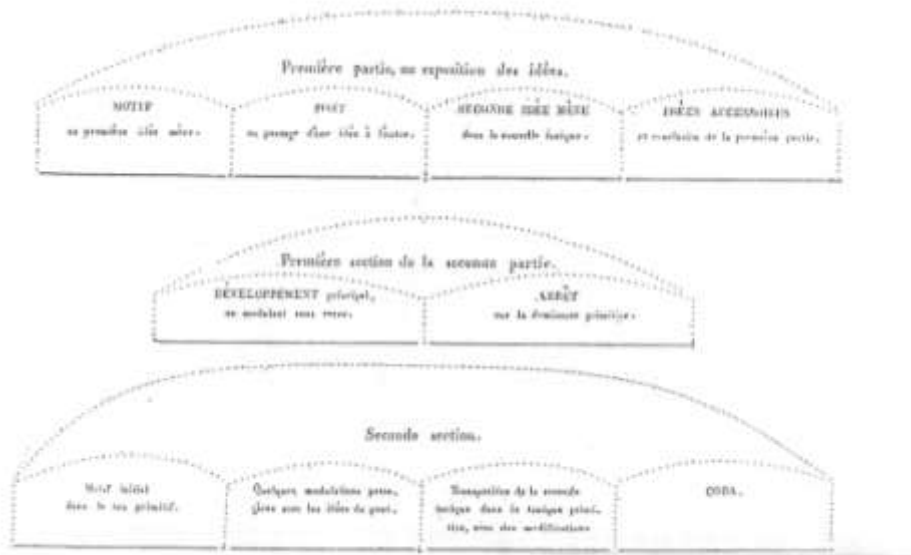 Première partie, ou exposition des idées.
MOTIF
ou première idée mère.
PONT
ou passage d'une idée à l'autre.
SECONDE IDÉE MÈRE
dans la nouvelle tonique.
IDÉES ACCESSOIRES
et conclusion de la première partie.
Première section de la seconde partie.
DÉVELOPPEMENT principal,
en modulant sans cesse.
ARRÊT
sur la dominante primitive.
Seconde section.
Motif initial
dans le ton primitif.
Quelques modulations passa-
gères avec les idées du pont.
Transposition de la seconde
dans la tonique primi-
tive, avec des modifications
CODA.